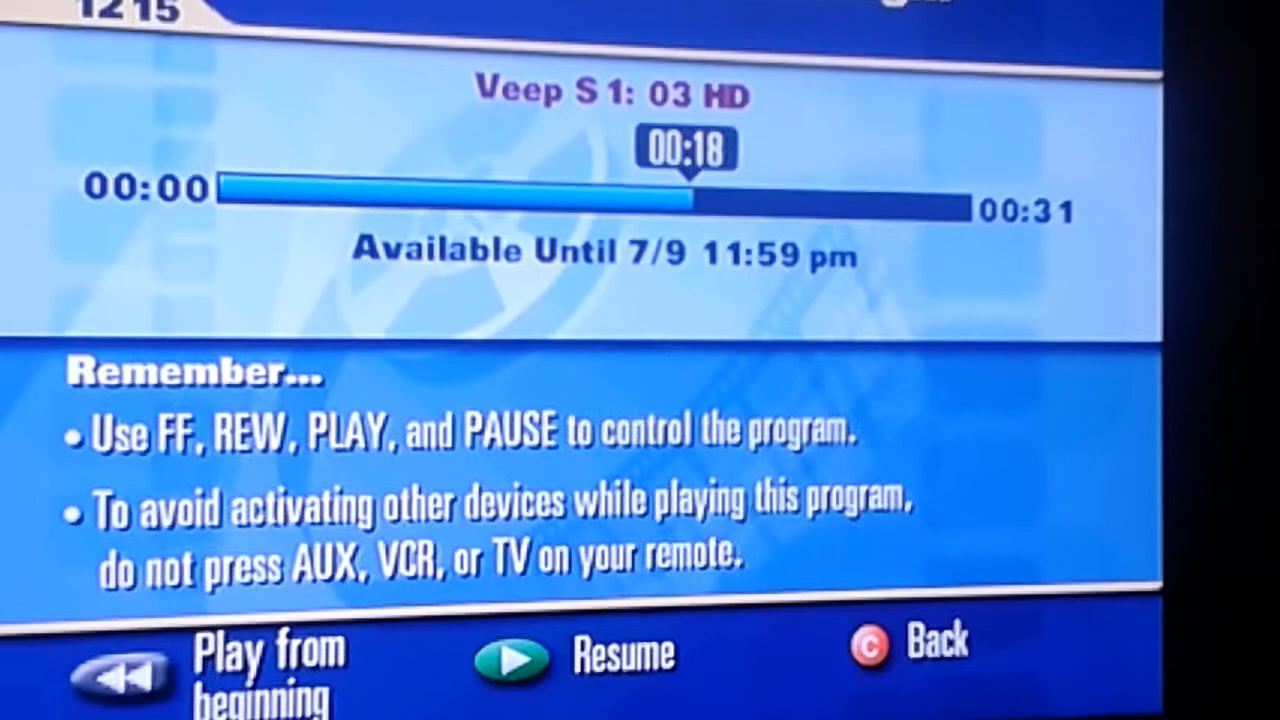 12 15
Veep S 1: 03 HD
00:18
00:00
00:31
Available Until 7/9 11:59 pm
Remember...
• Use FF, REW, PLAY, and PAUSE to control the program.
• To avoid activating other devices while playing this program,
do not press AUX, VCR, or TV on your remote.
Play from
beginning
Resume
C Back